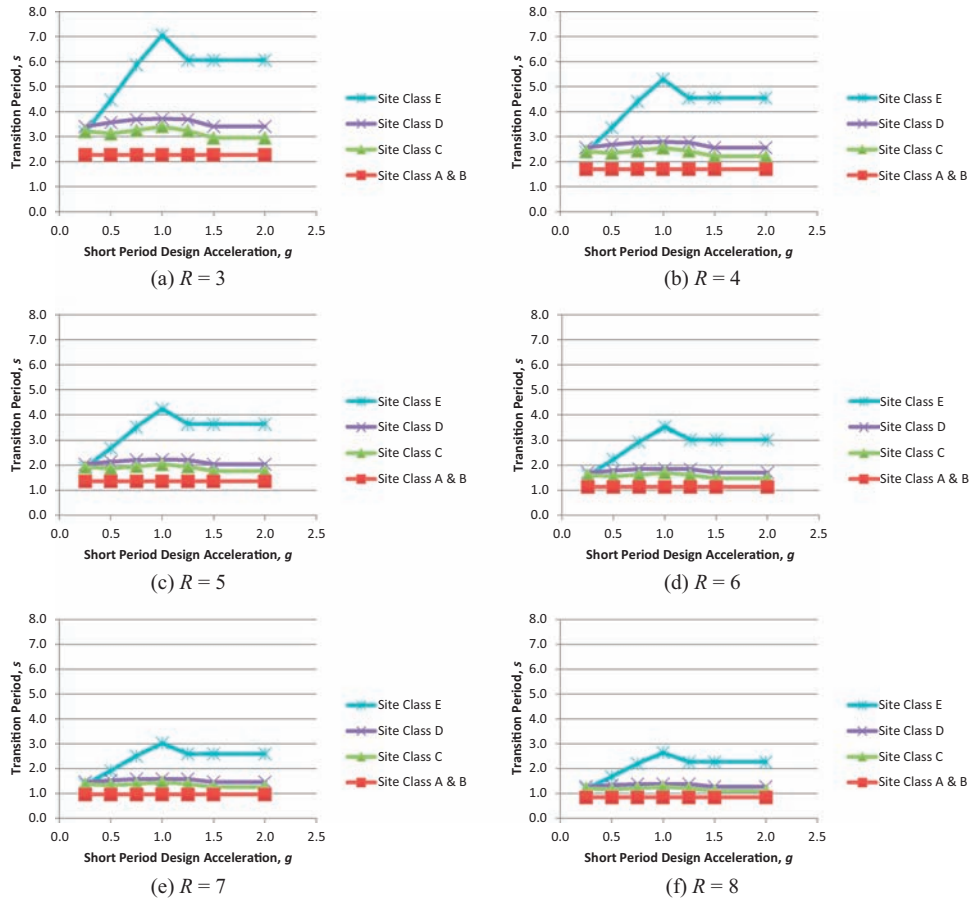 8.0
7.0
6.0
5.0
4.0
3.0
2.0
1.0
0.0
Transition Period, s
0.0 0.5 1.0 1.5 2.0 2.5
Short Period Design Acceleration, g
Site Class E
Site Class D
Site Class C
Site Class A & B
(a) R = 3
8.0
7.0
6.0
5.0
4.0
3.0
2.0
1.0
0.0
Transition Period, s
0.0 0.5 1.0 1.5 2.0 2.5
Short Period Design Acceleration, g
Site Class E
Site Class D
Site Class C
Site Class A & B
(b) R = 4
8.0
7.0
6.0
5.0
4.0
3.0
2.0
1.0
0.0
Transition Period, s
0.0 0.5 1.0 1.5 2.0 2.5
Short Period Design Acceleration, g
Site Class E
Site Class D
Site Class C
Site Class A & B
(c) R = 5
8.0
7.0
6.0
5.0
4.0
3.0
2.0
1.0
0.0
Transition Period, s
0.0 0.5 1.0 1.5 2.0 2.5
Short Period Design Acceleration, g
Site Class E
Site Class D
Site Class C
Site Class A & B
(d) R = 6
8.0
7.0
6.0
5.0
4.0
3.0
2.0
1.0
0.0
Transition Period, s
0.0 0.5 1.0 1.5 2.0 2.5
Short Period Design Acceleration, g
Site Class E
Site Class D
Site Class C
Site Class A & B
(e) R = 7
8.0
7.0
6.0
5.0
4.0
3.0
2.0
1.0
0.0
Transition Period, s
0.0 0.5 1.0 1.5 2.0 2.5
Short Period Design Acceleration, g
Site Class E
Site Class D
Site Class C
Site Class A & B
(f) R = 8